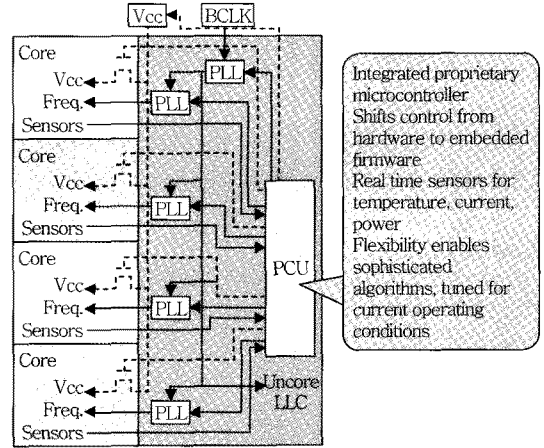 Vcc
BCLK
Core
Vcc
Freq.
Sensors
PLL
PLL
Core
Vcc
Freq.
Sensors
PLL
Core
Vcc
Freq.
Sensors
PLL
Core
Vcc
Freq.
Sensors
PLL
PCU
Uncore
LLC
Integrated proprietary
microcontroller
Shifts control from
hardware to embedded
firmware
Real time sensors for
temperature, current,
power
Flexibility enables
sophisticated
algorithms, tuned for
current operating
conditions